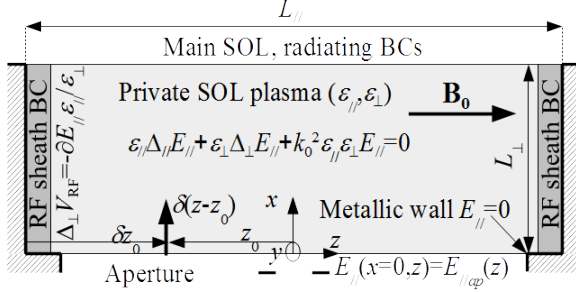 L//
Main SOL, radiating BCs
Private SOL plasma (ε//,ε⊥)
B0
ε//Δ//E//+ε⊥Δ⊥E//+k0²ε//ε⊥E//=0
RF sheath BC
Δ⊥VRF=-∂E//ε///ε⊥
L⊥
RF sheath BC
δ(z-z0)
x
Metallic wall E//=0
δz0
z0
y
z
Aperture
E//(x=0,z)=E//ap(z)